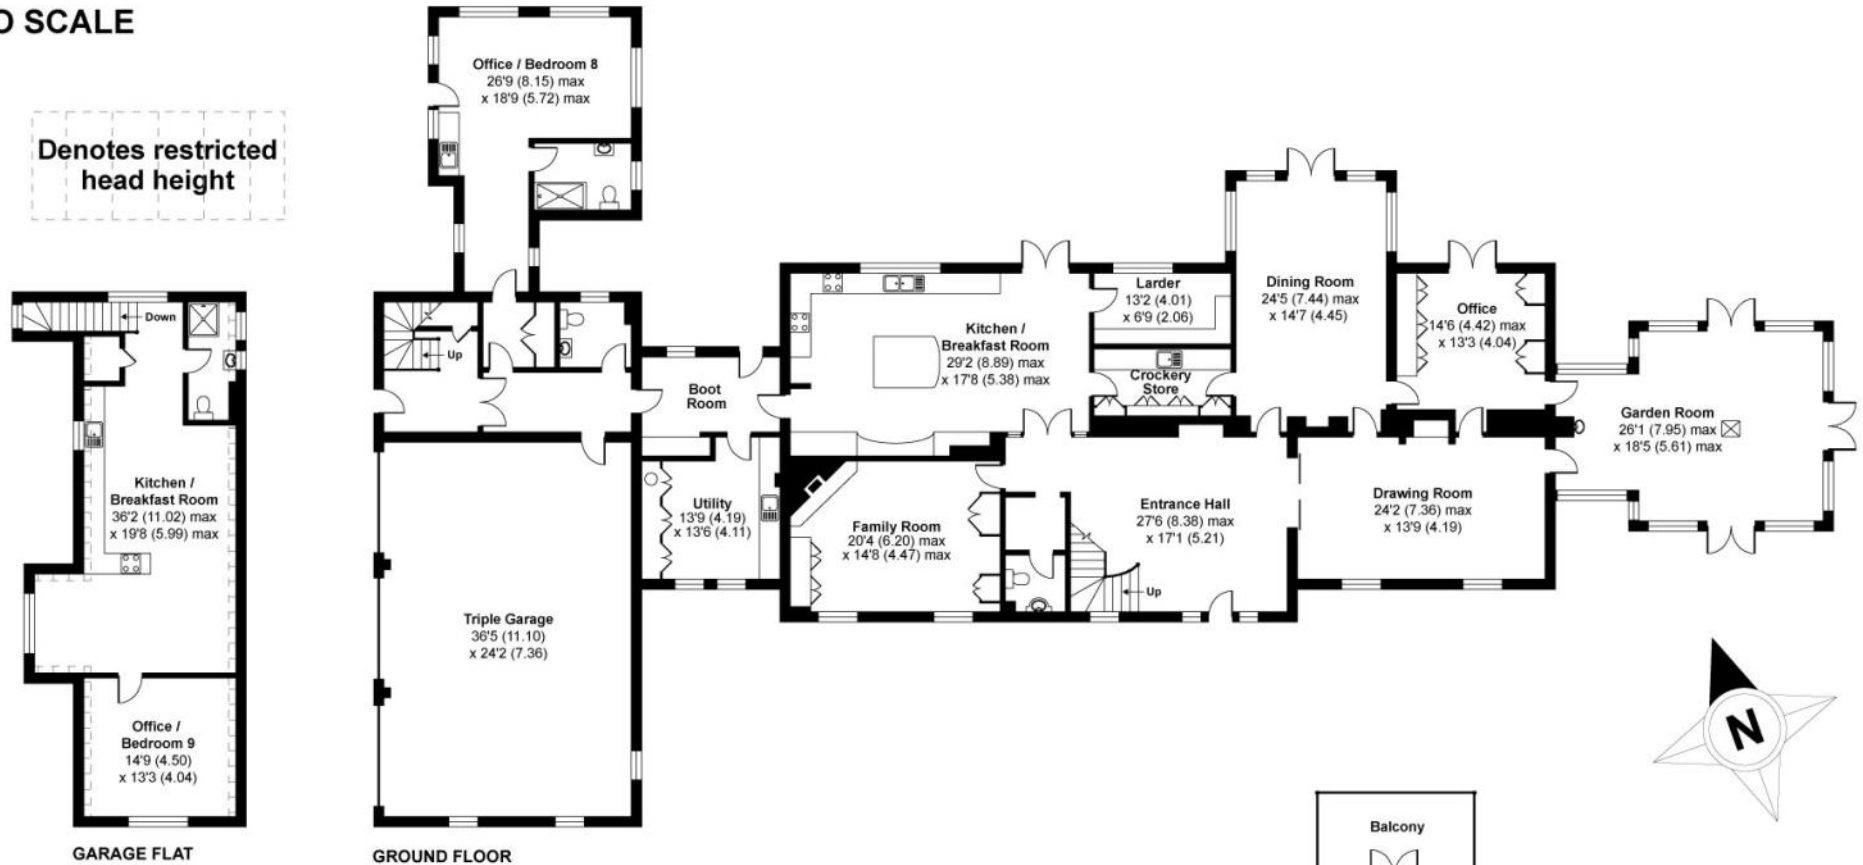 O SCALE
Denotes restricted
head height
Down
Kitchen /
Breakfast Room
36'2 (11.02) max
x 19'8 (5.99) max
Office /
Bedroom 9
14'9 (4.50)
x 13'3 (4.04)
GARAGE FLAT
Office / Bedroom 8
26'9 (8.15) max
x 18'9 (5.72) max
Up
Boot
Room
Utility
13'9 (4.19)
x 13'6 (4.11)
Triple Garage
36'5 (11.10)
x 24'2 (7.36)
GROUND FLOOR
Kitchen /
Breakfast Room
29'2 (8.89) max
x 17'8 (5.38) max
Larder
13'2 (4.01)
x 6'9 (2.06)
Crockery
Store
Dining Room
24'5 (7.44) max
x 14'7 (4.45)
Office
14'6 (4.42) max
x 13'3 (4.04)
Garden Room
26'1 (7.95) max
x 18'5 (5.61) max
Family Room
20'4 (6.20) max
x 14'8 (4.47) max
Entrance Hall
27'6 (8.38) max
x 17'1 (5.21)
Up
Drawing Room
24'2 (7.36) max
x 13'9 (4.19)
N
Balcony